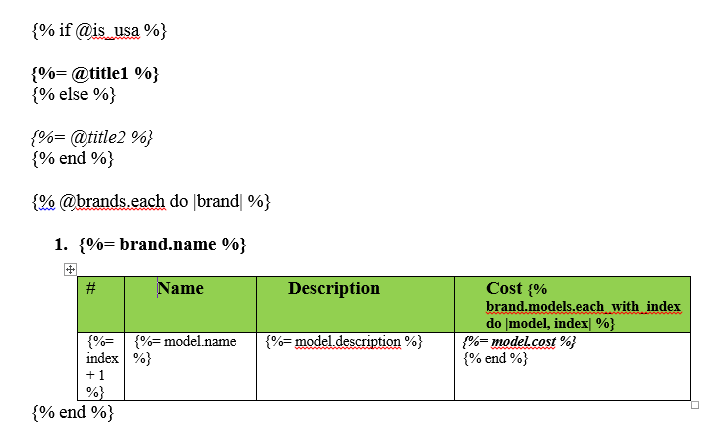 {% if @is_usa %}
{%= @title1 %}
{% else %}
{%= @title2 %}
{% end %}
{% @brands.each do |brand| %}
1. {%= brand.name %}
# Name Description Cost {%
brand.models.each_with_index
do |model, index| %}
{%= {%= model.name {%= model.description %} {%= model.cost %}
index %} {% end %}
+ 1
%}
{% end %}